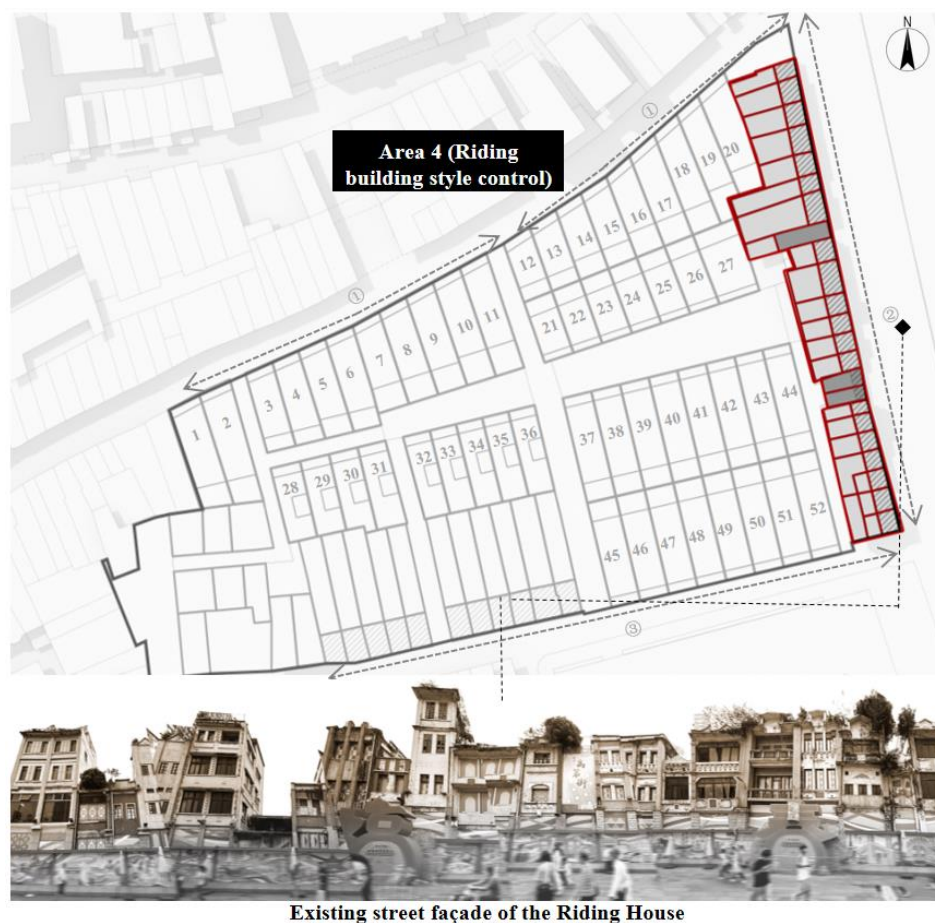 N
①
Area 4 (Riding
building style control)
18 19 20
12 13 14 15 16 17
①
21 22 23 24 25 26 27
②
1 2 3 4 5 6 7 8 9 10 11
37 38 39 40 41 42 43 44
28 29 30 31 32 33 34 35 36
45 46 47 48 49 50 51 52
③
Existing street façade of the Riding House